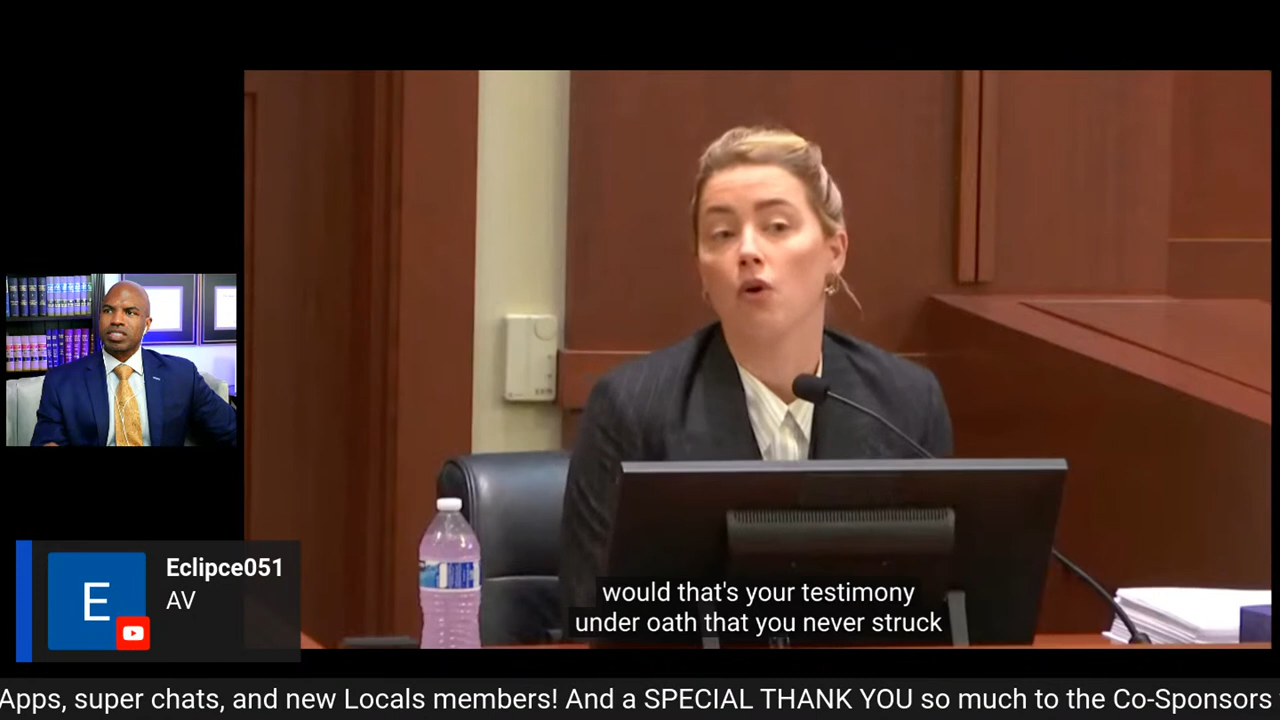 Eclipce051
AV
E
would that's your testimony
under oath that you never struck
Apps, super chats, and new Locals members! And a SPECIAL THANK YOU so much to the Co-Sponsors